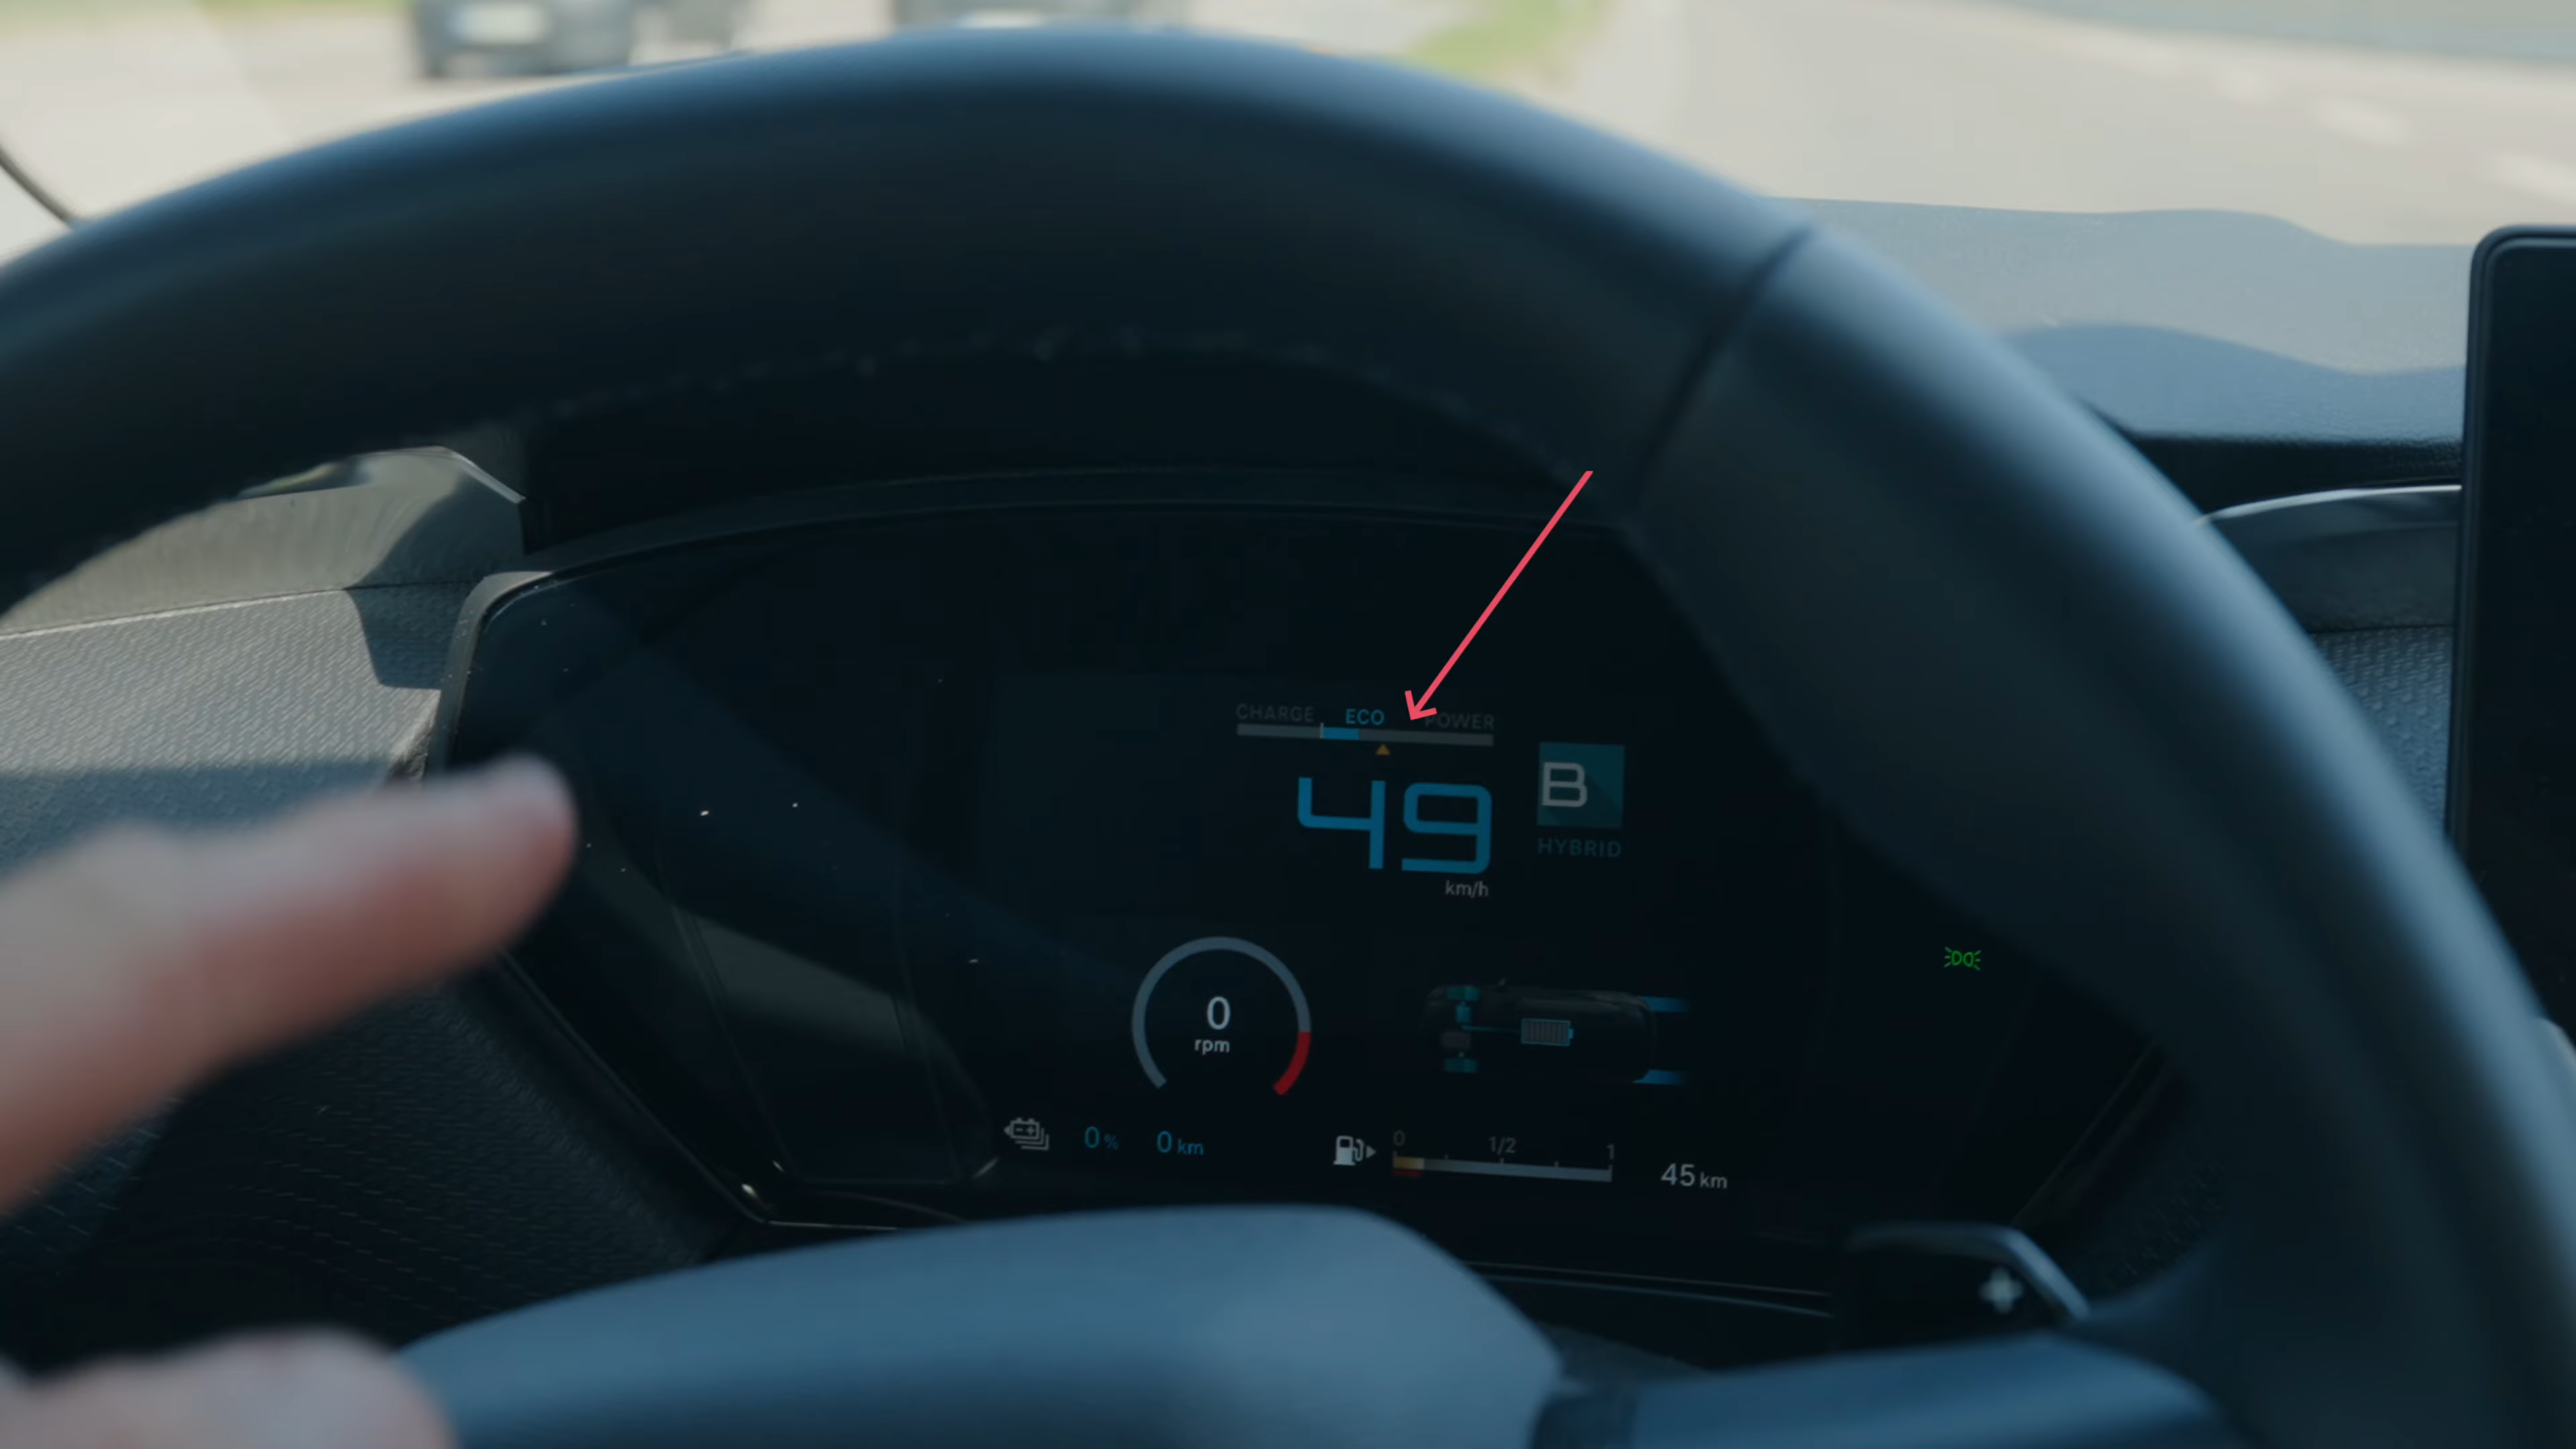 CHARGE ECO POWER
49
km/h
B
HYBRID
0
rpm
0 % 0 km
0 1/2 1
45 km
+